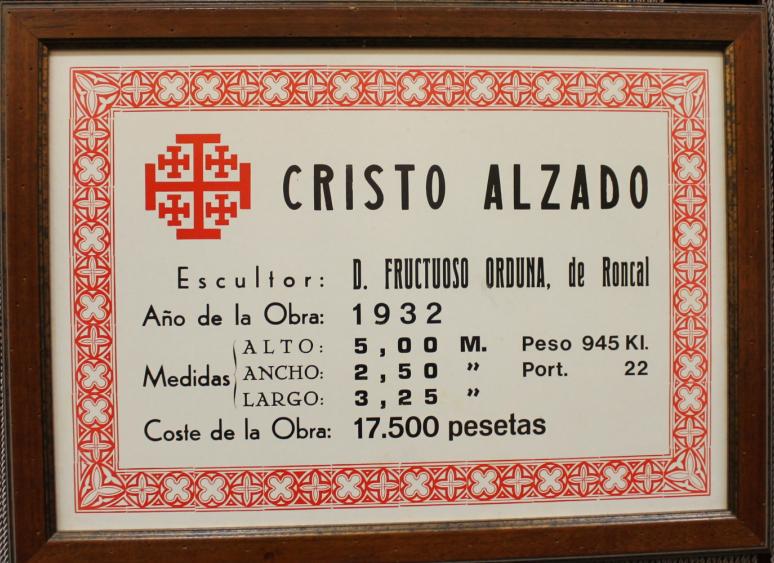 CRISTO ALZADO
Escultor: D. FRUCTUOSO ORDUNA, de Roncal
Año de la Obra: 1932
Medidas
ALTO: 5,00 M. Peso 945 Kl.
ANCHO: 2,50 " Port. 22
LARGO: 3,25 "
Coste de la Obra: 17.500 pesetas